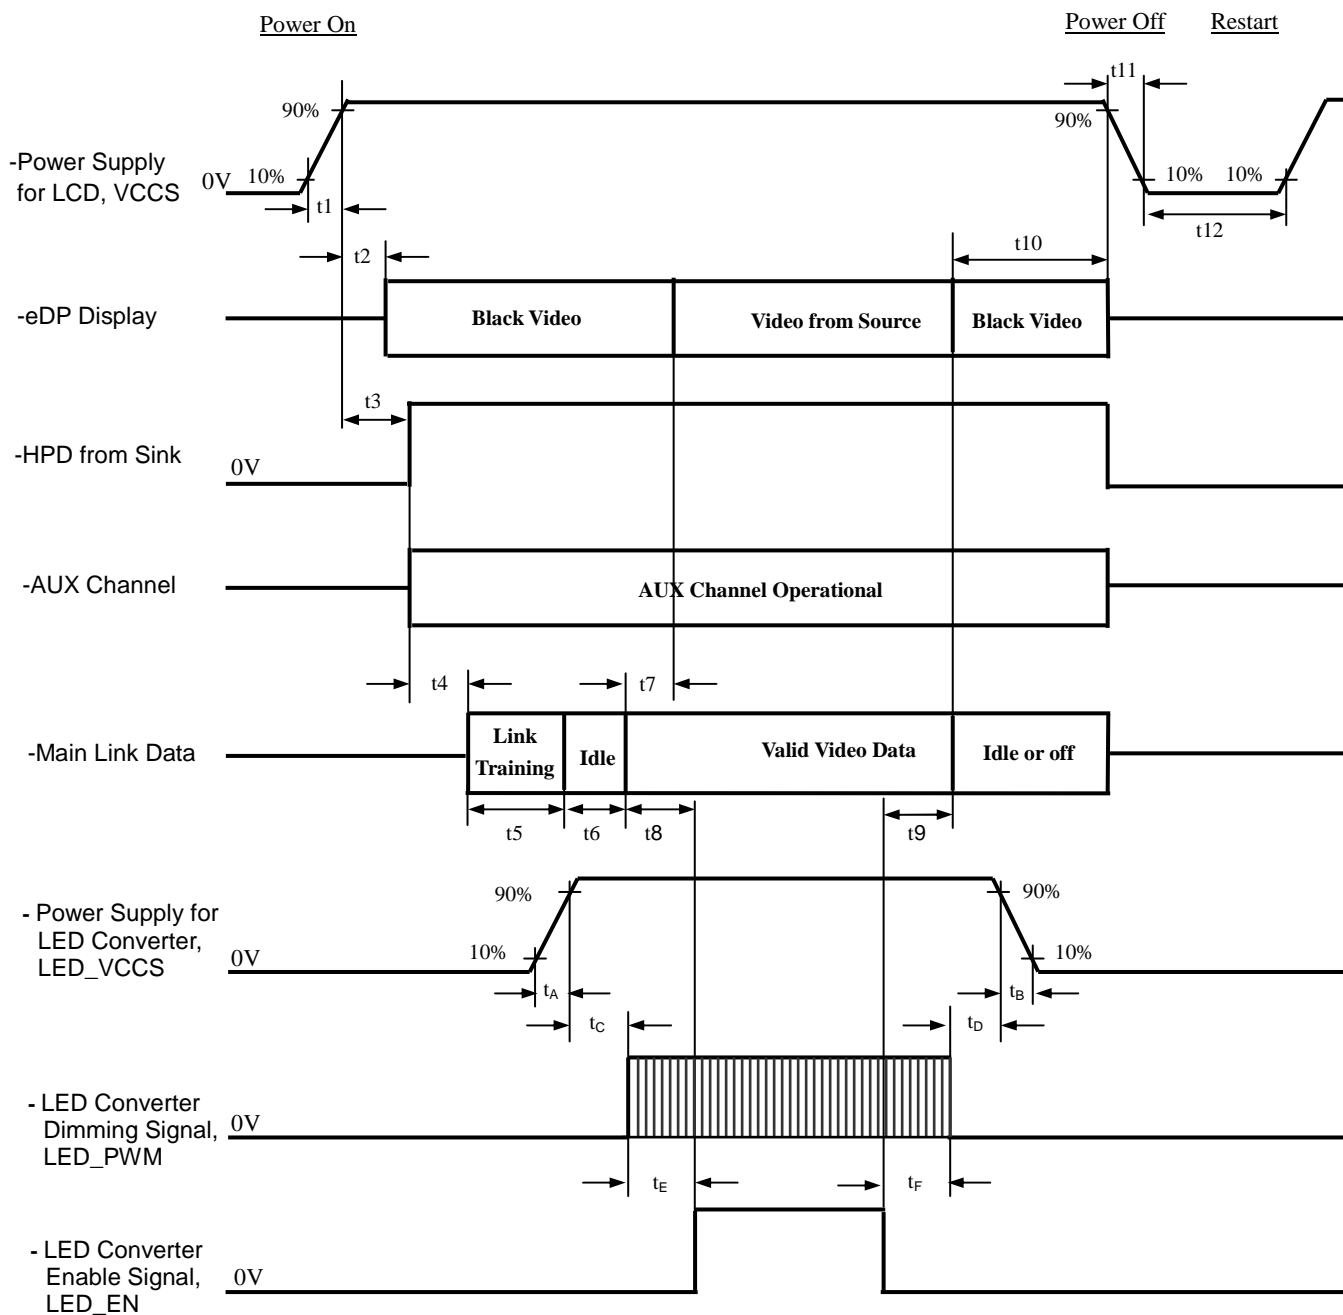 Power On
Power Off
Restart
t11
90%
90%
-Power Supply
for LCD, VCCS
0V
10%
10%
10%
t1
t12
t2
t10
-eDP Display
Black Video
Video from Source
Black Video
t3
-HPD from Sink
0V
-AUX Channel
AUX Channel Operational
t4
t7
-Main Link Data
Link
Training
Idle
Valid Video Data
Idle or off
t5
t6
t8
t9
90%
90%
- Power Supply for
LED Converter,
LED_VCCS
0V
10%
10%
tA
tB
tC
tD
- LED Converter
Dimming Signal,
LED_PWM
0V
tE
tF
- LED Converter
Enable Signal,
LED_EN
0V